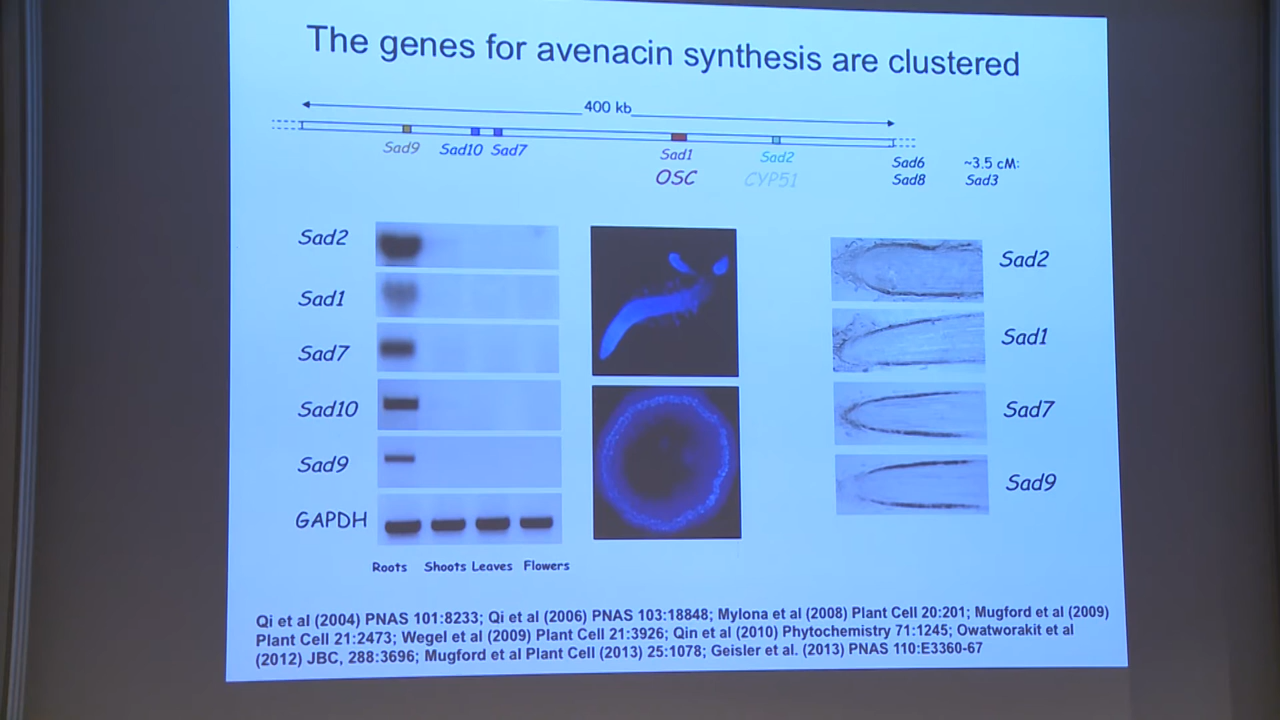 The genes for avenacin synthesis are clustered
400 kb
Sad9 Sad10 Sad7 Sad1 Sad2 Sad6 ~3.5 cM:
OSC CYP51 Sad8 Sad3
Sad2
Sad1
Sad7
Sad10
Sad9
GAPDH
Roots Shoots Leaves Flowers
Sad2
Sad1
Sad7
Sad9
Qi et al (2004) PNAS 101:8233; Qi et al (2006) PNAS 103:18848; Mylona et al (2008) Plant Cell 20:201; Mugford et al (2009)
Plant Cell 21:2473; Wegel et al (2009) Plant Cell 21:3926; Qin et al (2010) Phytochemistry 71:1245; Owatworakit et al
(2012) JBC, 288:3696; Mugford et al Plant Cell (2013) 25:1078; Geisler et al. (2013) PNAS 110:E3360-67